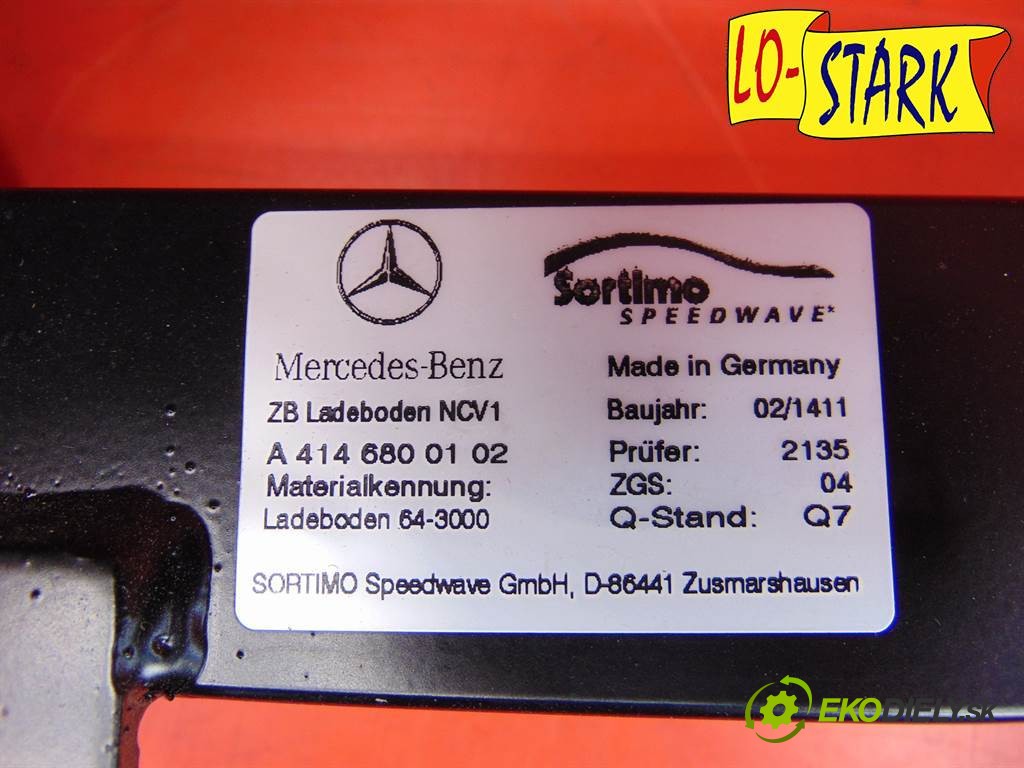 LO-STARK
Sortimo
SPEEDWAVE*
Mercedes-Benz
Made in Germany
ZB Ladeboden NCV1
Baujahr: 02/1411
A 414 680 01 02
Prüfer: 2135
Materialkennung:
ZGS: 04
Ladeboden 64-3000
Q-Stand: Q7
SORTIMO Speedwave GmbH, D-86441 Zusmarshausen
EKODIELY.SK